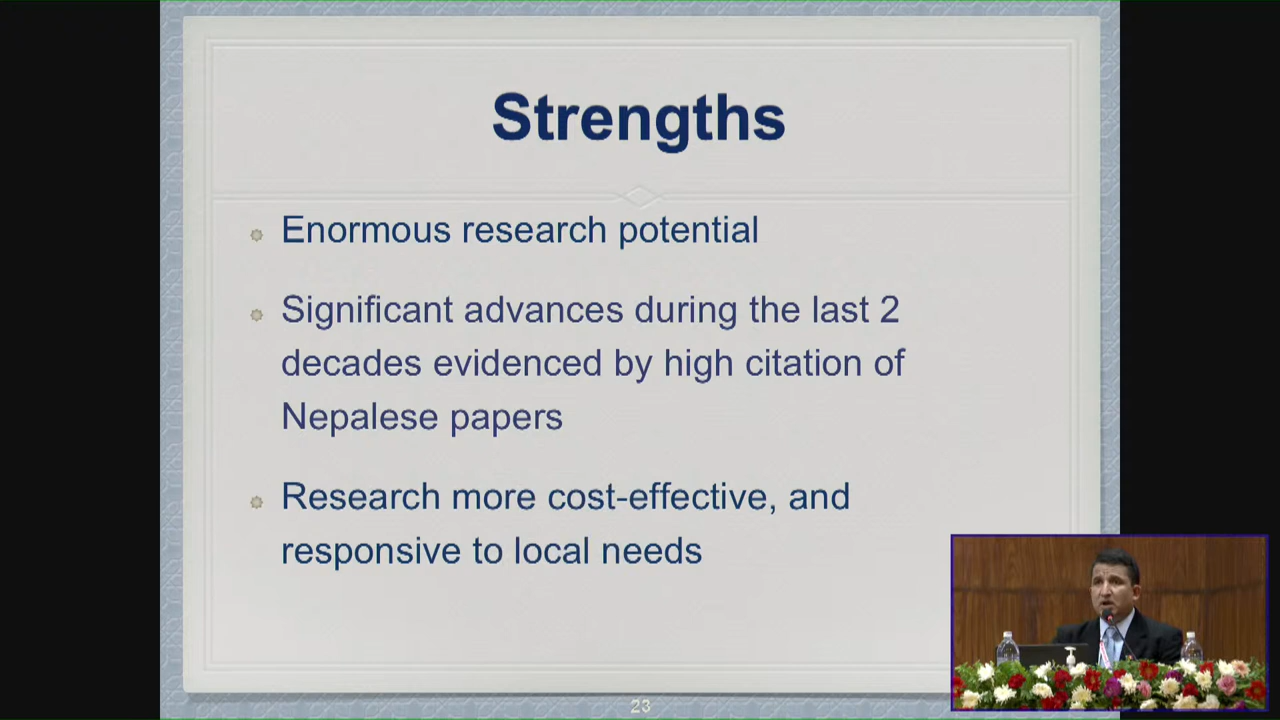 Strengths
Enormous research potential
Significant advances during the last 2
decades evidenced by high citation of
Nepalese papers
Research more cost-effective, and
responsive to local needs
23